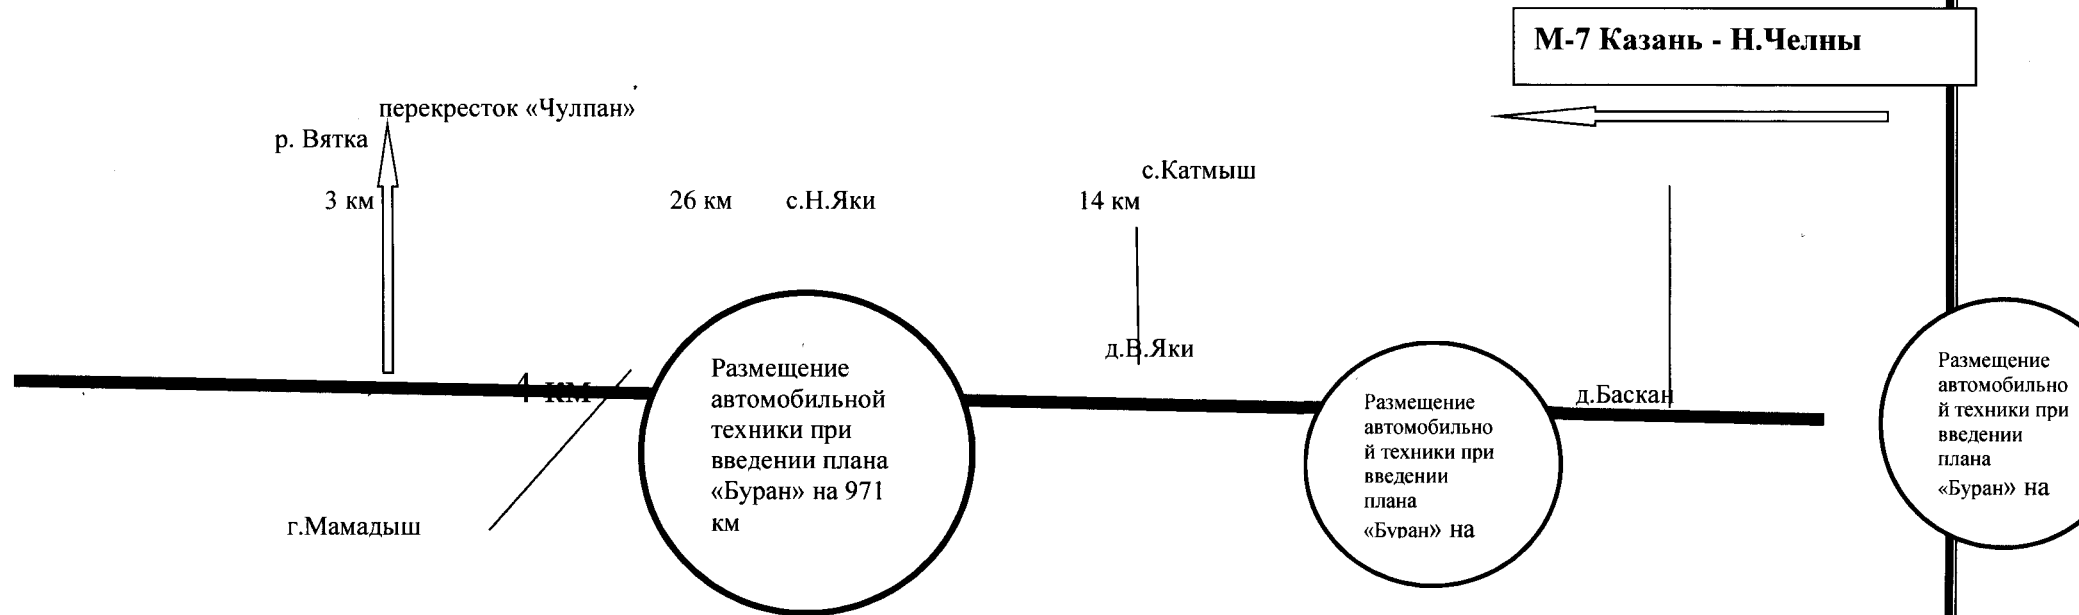 М-7 Казань - Н.Челны
перекресток «Чулпан»
р. Вятка
с.Катмыш
3 км
26 км
с.Н.Яки
14 км
д.В.Яки
4 км
д.Баскан
Размещение
автомобильной
техники при
введении плана
«Буран» на 971
км
Размещение
автомобильно
й техники при
введении
плана
«Буран» на
Размещение
автомобильно
й техники при
введении
плана
«Буран» на
г.Мамадыш